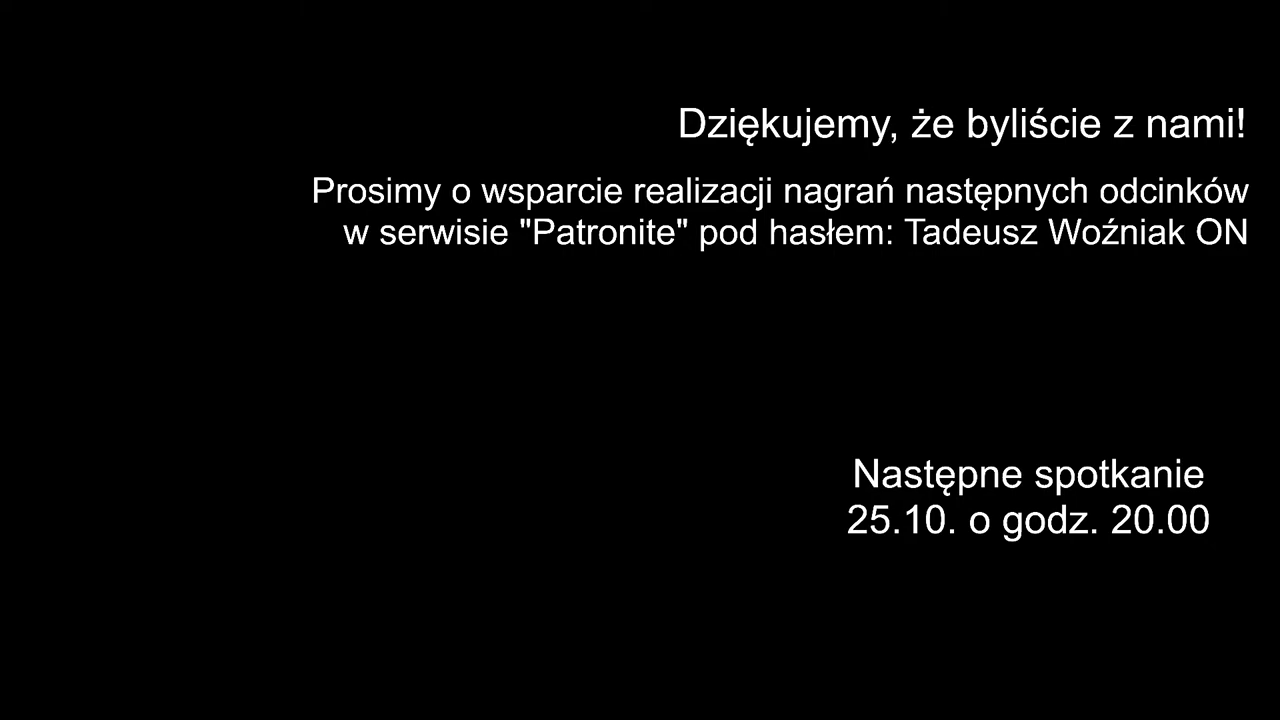 Dziękujemy, że byliście z nami!
Prosimy o wsparcie realizacji nagrań następnych odcinków
w serwisie "Patronite" pod hasłem: Tadeusz Woźniak ON
Następne spotkanie
25.10. o godz. 20.00